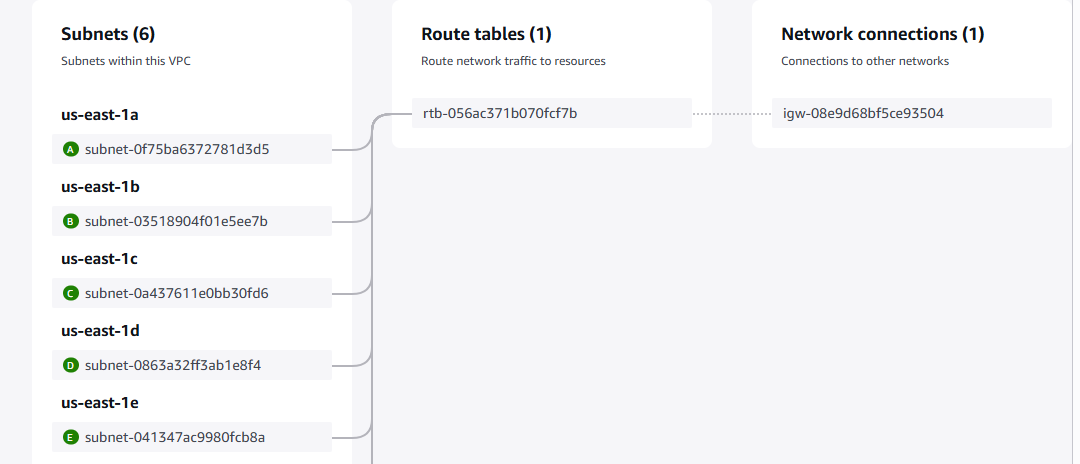 Subnets (6)
Subnets within this VPC
us-east-1a
A subnet-0f75ba6372781d3d5
us-east-1b
B subnet-03518904f01e5ee7b
us-east-1c
C subnet-0a437611e0bb30fd6
us-east-1d
D subnet-0863a32ff3ab1e8f4
us-east-1e
E subnet-041347ac9980fcb8a
Route tables (1)
Route network traffic to resources
rtb-056ac371b070fcf7b
Network connections (1)
Connections to other networks
igw-08e9d68bf5ce93504